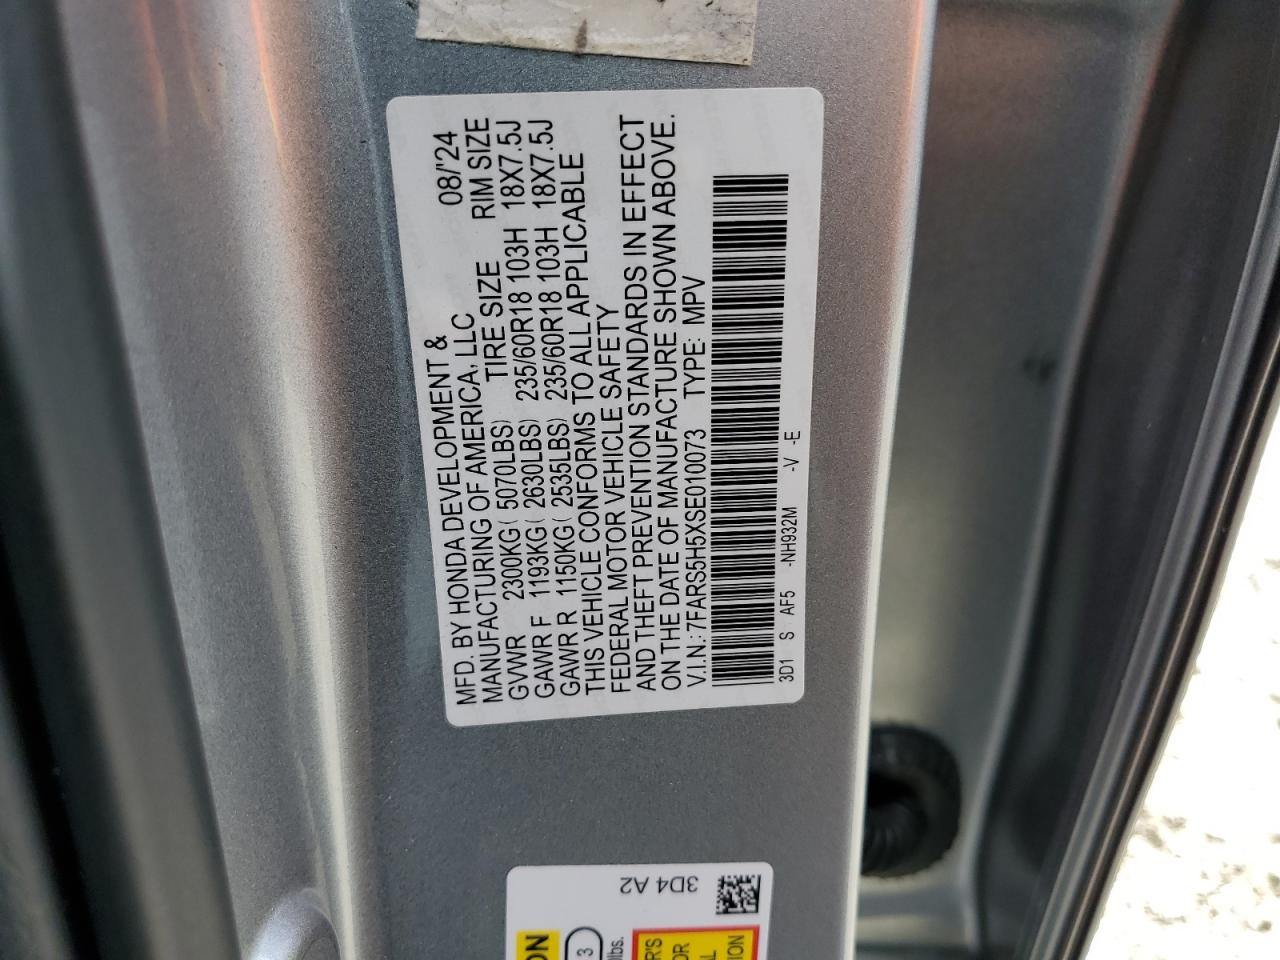 MFD. BY HONDA DEVELOPMENT &
MANUFACTURING OF AMERICA, LLC 08/'24
TIRE SIZE RIM SIZE
GVWR 2300KG( 5070LBS)
GAWR F 1193KG( 2630LBS) 235/60R18 103H 18X7.5J
GAWR R 1150KG( 2535LBS) 235/60R18 103H 18X7.5J
THIS VEHICLE CONFORMS TO ALL APPLICABLE
FEDERAL MOTOR VEHICLE SAFETY
AND THEFT PREVENTION STANDARDS IN EFFECT
ON THE DATE OF MANUFACTURE SHOWN ABOVE.
V.I.N.: 7FARS5H5XSE010073 TYPE: MPV
3D1 S AF5 -NH932M -V -E
3D4 A2
3
lbs.